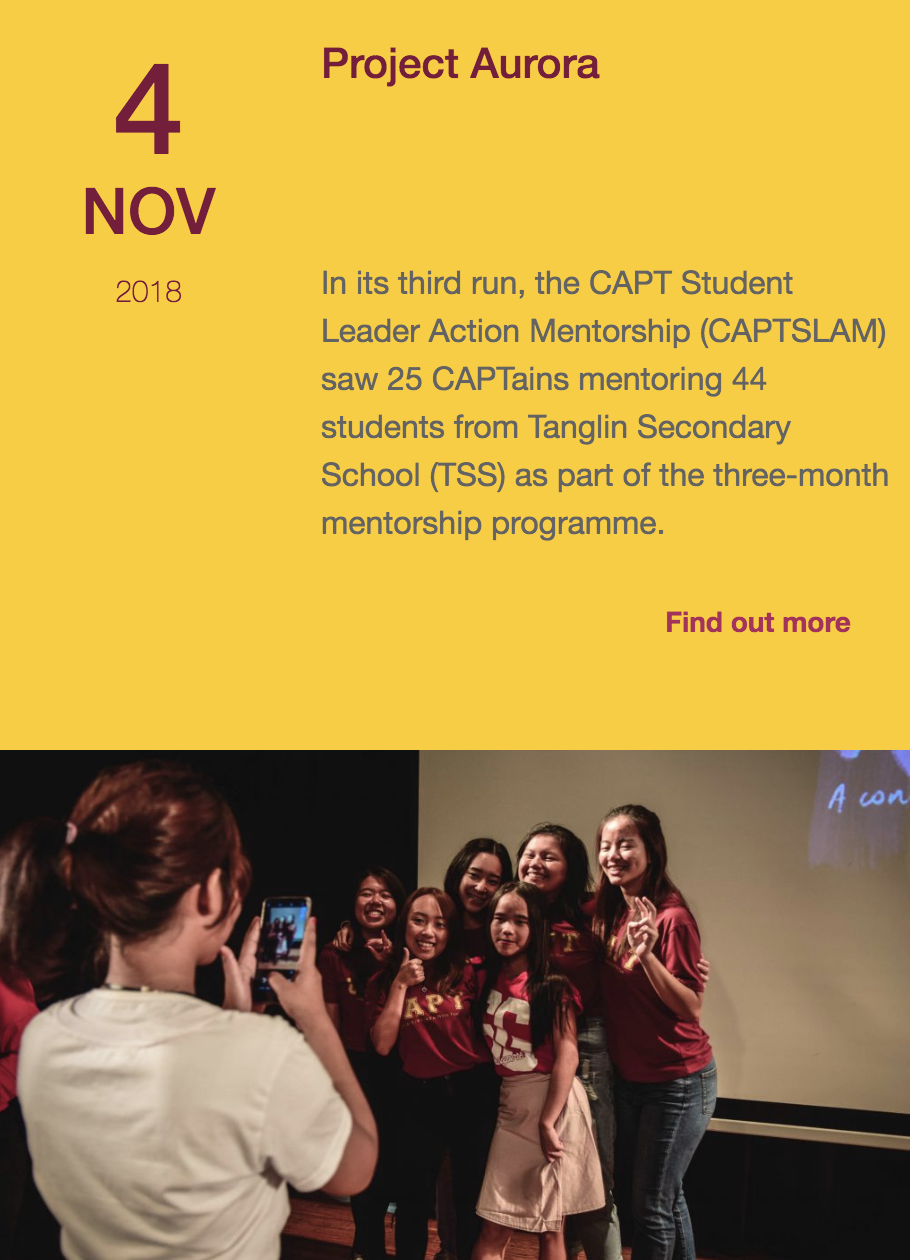 4
NOV
2018
Project Aurora
In its third run, the CAPT Student
Leader Action Mentorship (CAPTSLAM)
saw 25 CAPTains mentoring 44
students from Tanglin Secondary
School (TSS) as part of the three-month
mentorship programme.
Find out more
A con
CAPT